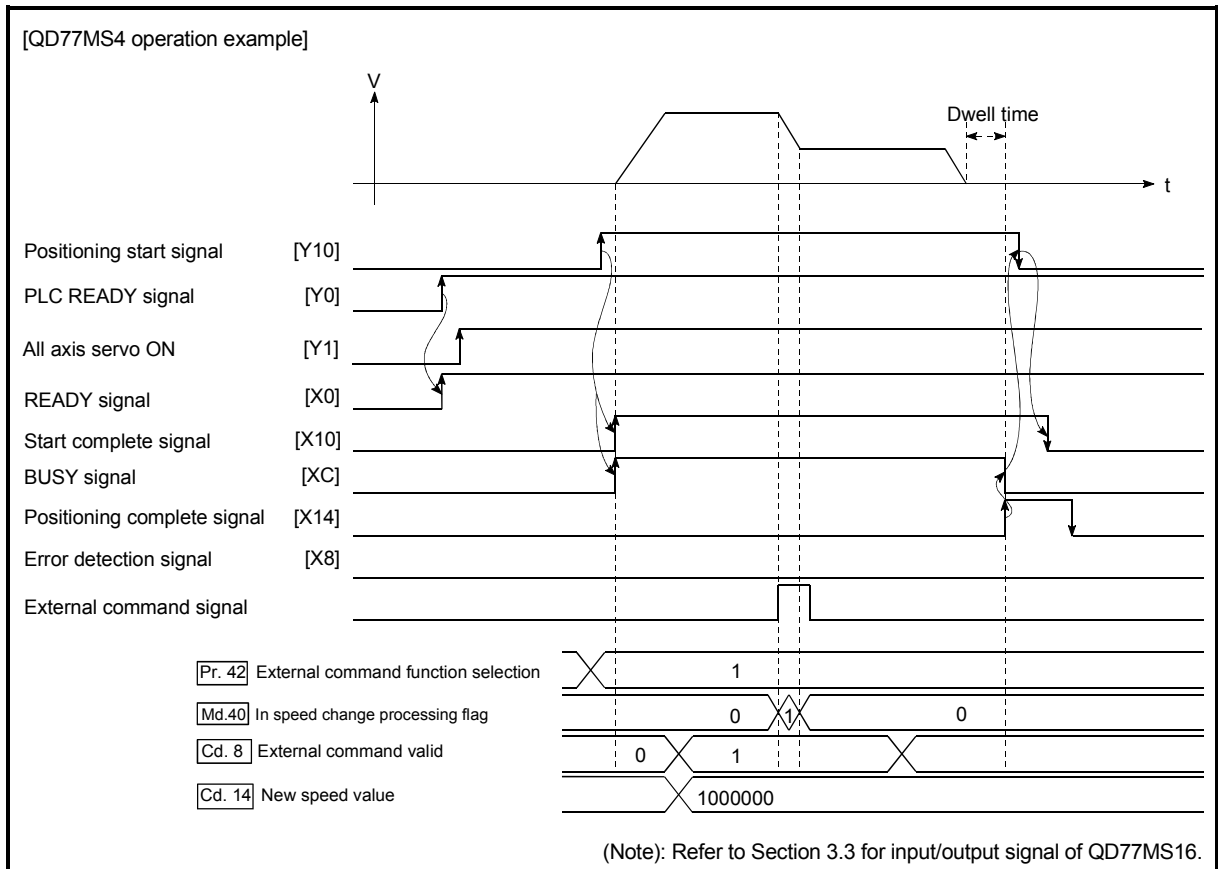 [QD77MS4 operation example]
V
Dwell time
t
Positioning start signal [Y10]
PLC READY signal [Y0]
All axis servo ON [Y1]
READY signal [X0]
Start complete signal [X10]
BUSY signal [XC]
Positioning complete signal [X14]
Error detection signal [X8]
External command signal
Pr. 42 External command function selection 1
Md.40 In speed change processing flag 0 1 0
Cd. 8 External command valid 0 1
Cd. 14 New speed value 1000000
(Note): Refer to Section 3.3 for input/output signal of QD77MS16.